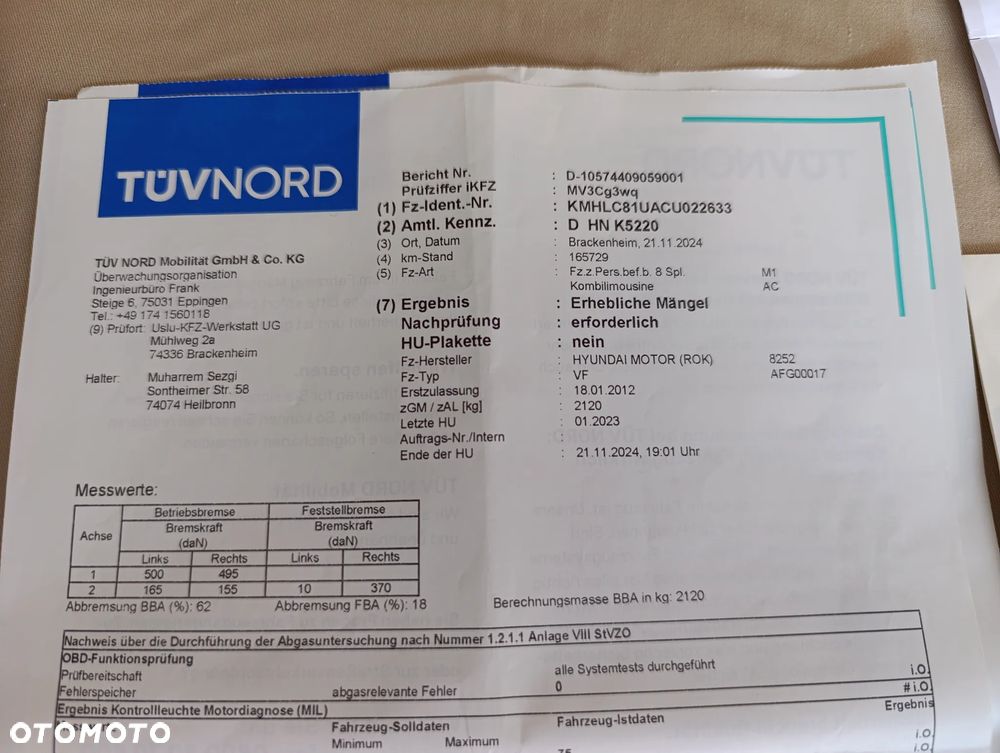 TÜVNORD
Bericht Nr. : D-10574409059001
Prüfziffer iKFZ : MV3Cg3wq
(1) Fz-Ident.-Nr. : KMHLC81UACU022633
(2) Amtl. Kennz. : D HN K5220
(3) Ort, Datum : Brackenheim, 21.11.2024
(4) km-Stand : 165729
(5) Fz-Art : Fz.z.Pers.bef.b. 8 Spl. M1
Kombilimousine AC
(7) Ergebnis : Erhebliche Mängel
Nachprüfung : erforderlich
HU-Plakette : nein
Fz-Hersteller : HYUNDAI MOTOR (ROK) 8252
Fz-Typ : VF AFG00017
Erstzulassung : 18.01.2012
zGM / zAL [kg] : 2120
Letzte HU : 01.2023
Auftrags-Nr./Intern :
Ende der HU : 21.11.2024, 19:01 Uhr
TÜV NORD Mobilität GmbH & Co. KG
Überwachungsorganisation
Ingenieurbüro Frank
Steige 6, 75031 Eppingen
Tel.: +49 174 1560118
(9) Prüfort: Uslu-KFZ-Werkstatt UG
Mühlweg 2a
74336 Brackenheim
Halter: Muharrem Sezgi
Sontheimer Str. 58
74074 Heilbronn
Messwerte:
Achse Betriebsbremse Feststellbremse
Bremskraft (daN) Bremskraft (daN)
Links Rechts Links Rechts
1 500 495
2 165 155 10 370
Abbremsung BBA (%): 62 Abbremsung FBA (%): 18 Berechnungsmasse BBA in kg: 2120
Nachweis über die Durchführung der Abgasuntersuchung nach Nummer 1.2.1.1 Anlage VIII StVZO
OBD-Funktionsprüfung
Prüfbereitschaft alle Systemtests durchgeführt i.O.
Fehlerspeicher abgasrelevante Fehler 0 # i.O.
Ergebnis Kontrollleuchte Motordiagnose (MIL) Ergebnis
Fahrzeug-Solldaten Fahrzeug-Istdaten
Minimum Maximum i.O.
75 i.O.
OTOMOTO